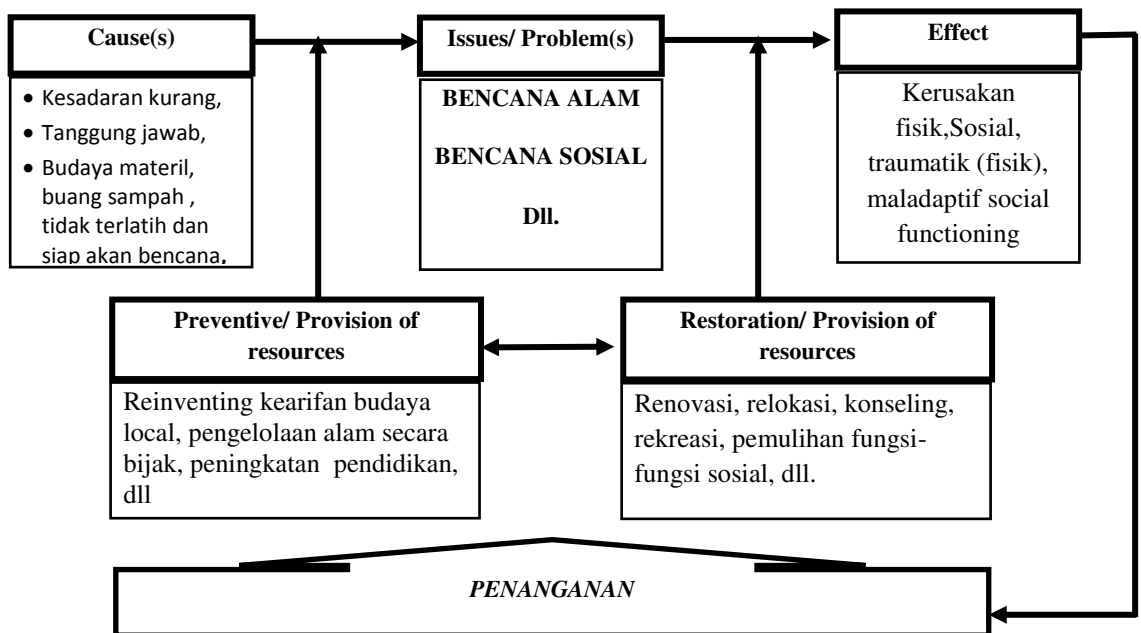 Cause(s)
• Kesadaran kurang,
• Tanggung jawab,
• Budaya materil,
buang sampah ,
tidak terlatih dan
siap akan bencana,
Issues/ Problem(s)
BENCANA ALAM
BENCANA SOSIAL
Dll.
Effect
Kerusakan
fisik,Sosial,
traumatik (fisik),
maladaptif social
functioning
Preventive/ Provision of
resources
Reinventing kearifan budaya
local, pengelolaan alam secara
bijak, peningkatan pendidikan,
dll
Restoration/ Provision of
resources
Renovasi, relokasi, konseling,
rekreasi, pemulihan fungsi-
fungsi sosial, dll.
PENANGANAN